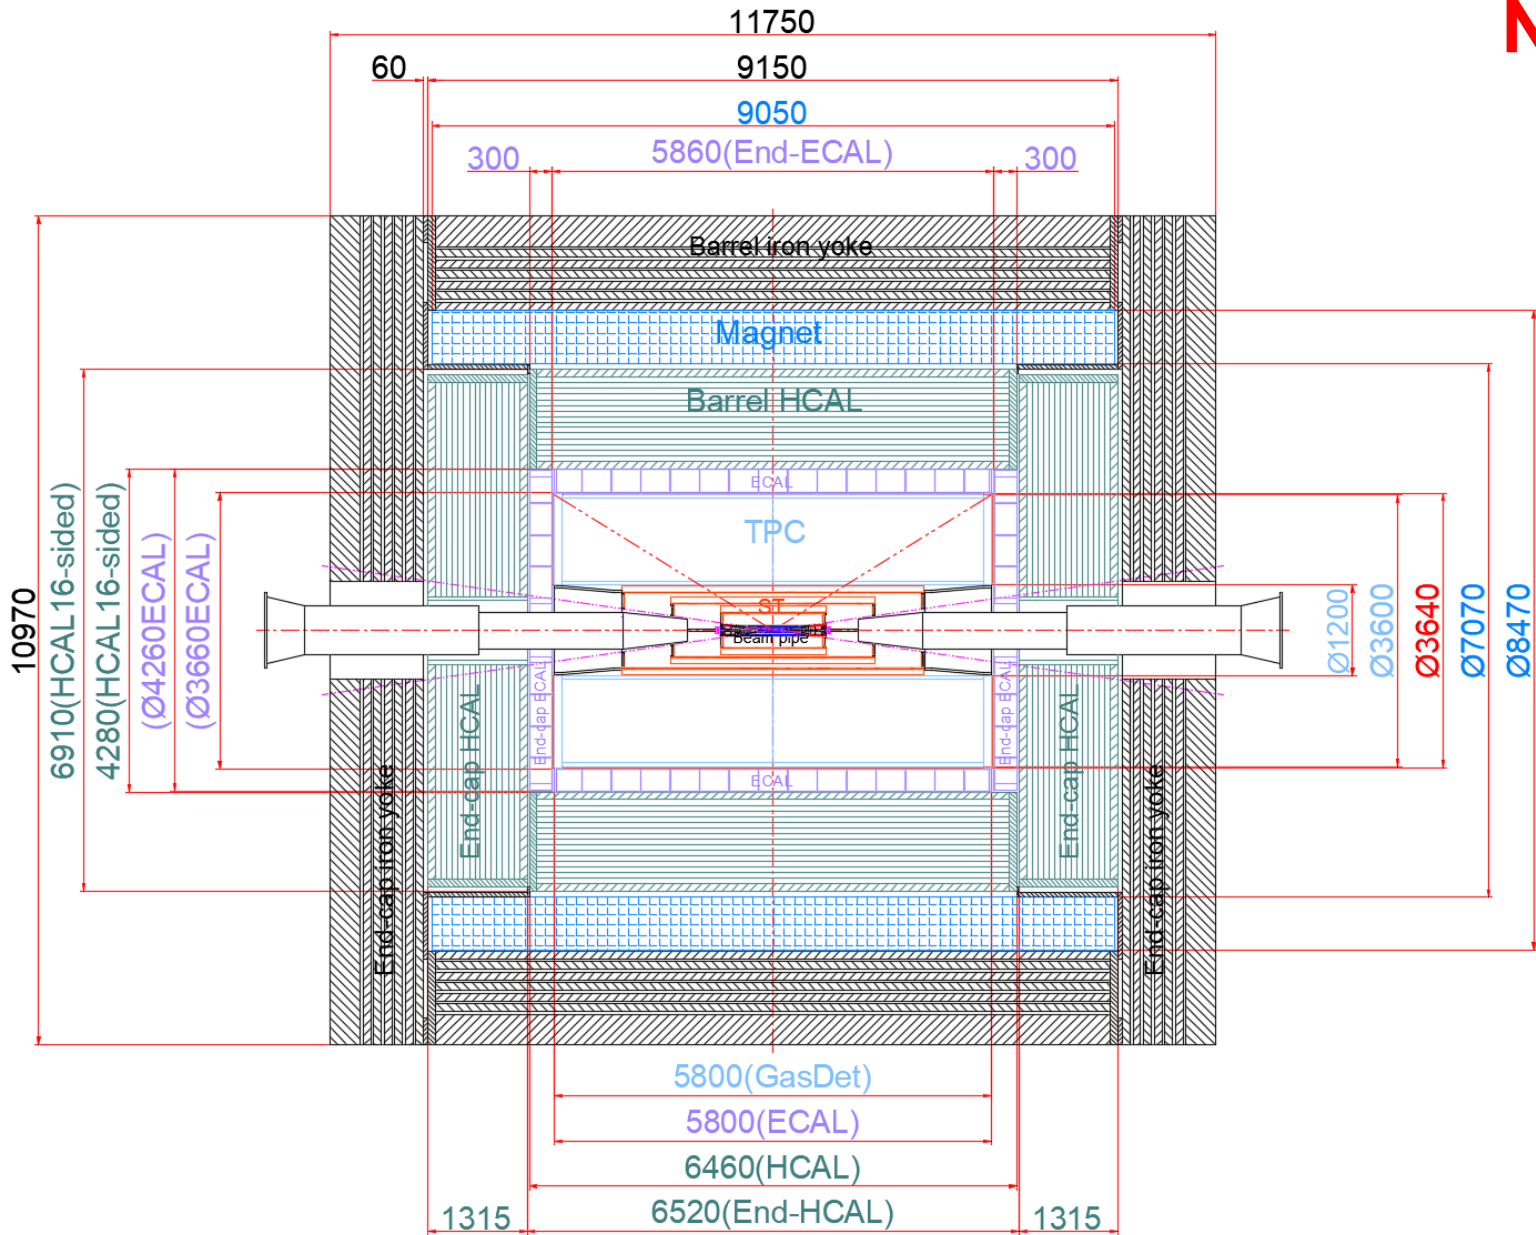 11750
60
9150
9050
300
5860(End-ECAL)
300
Barrel iron yoke
Magnet
Barrel HCAL
ECAL
TPC
ST
Beam pipe
10970
6910(HCAL16-sided)
4280(HCAL16-sided)
(Ø4260ECAL)
(Ø3660ECAL)
End-cap iron yoke
End-cap HCAL
End-cap ECAL
End-cap ECAL
End-cap HCAL
End-cap iron yoke
Ø1200
Ø3600
Ø3640
Ø7070
Ø8470
ECAL
5800(GasDet)
5800(ECAL)
6460(HCAL)
1315
6520(End-HCAL)
1315